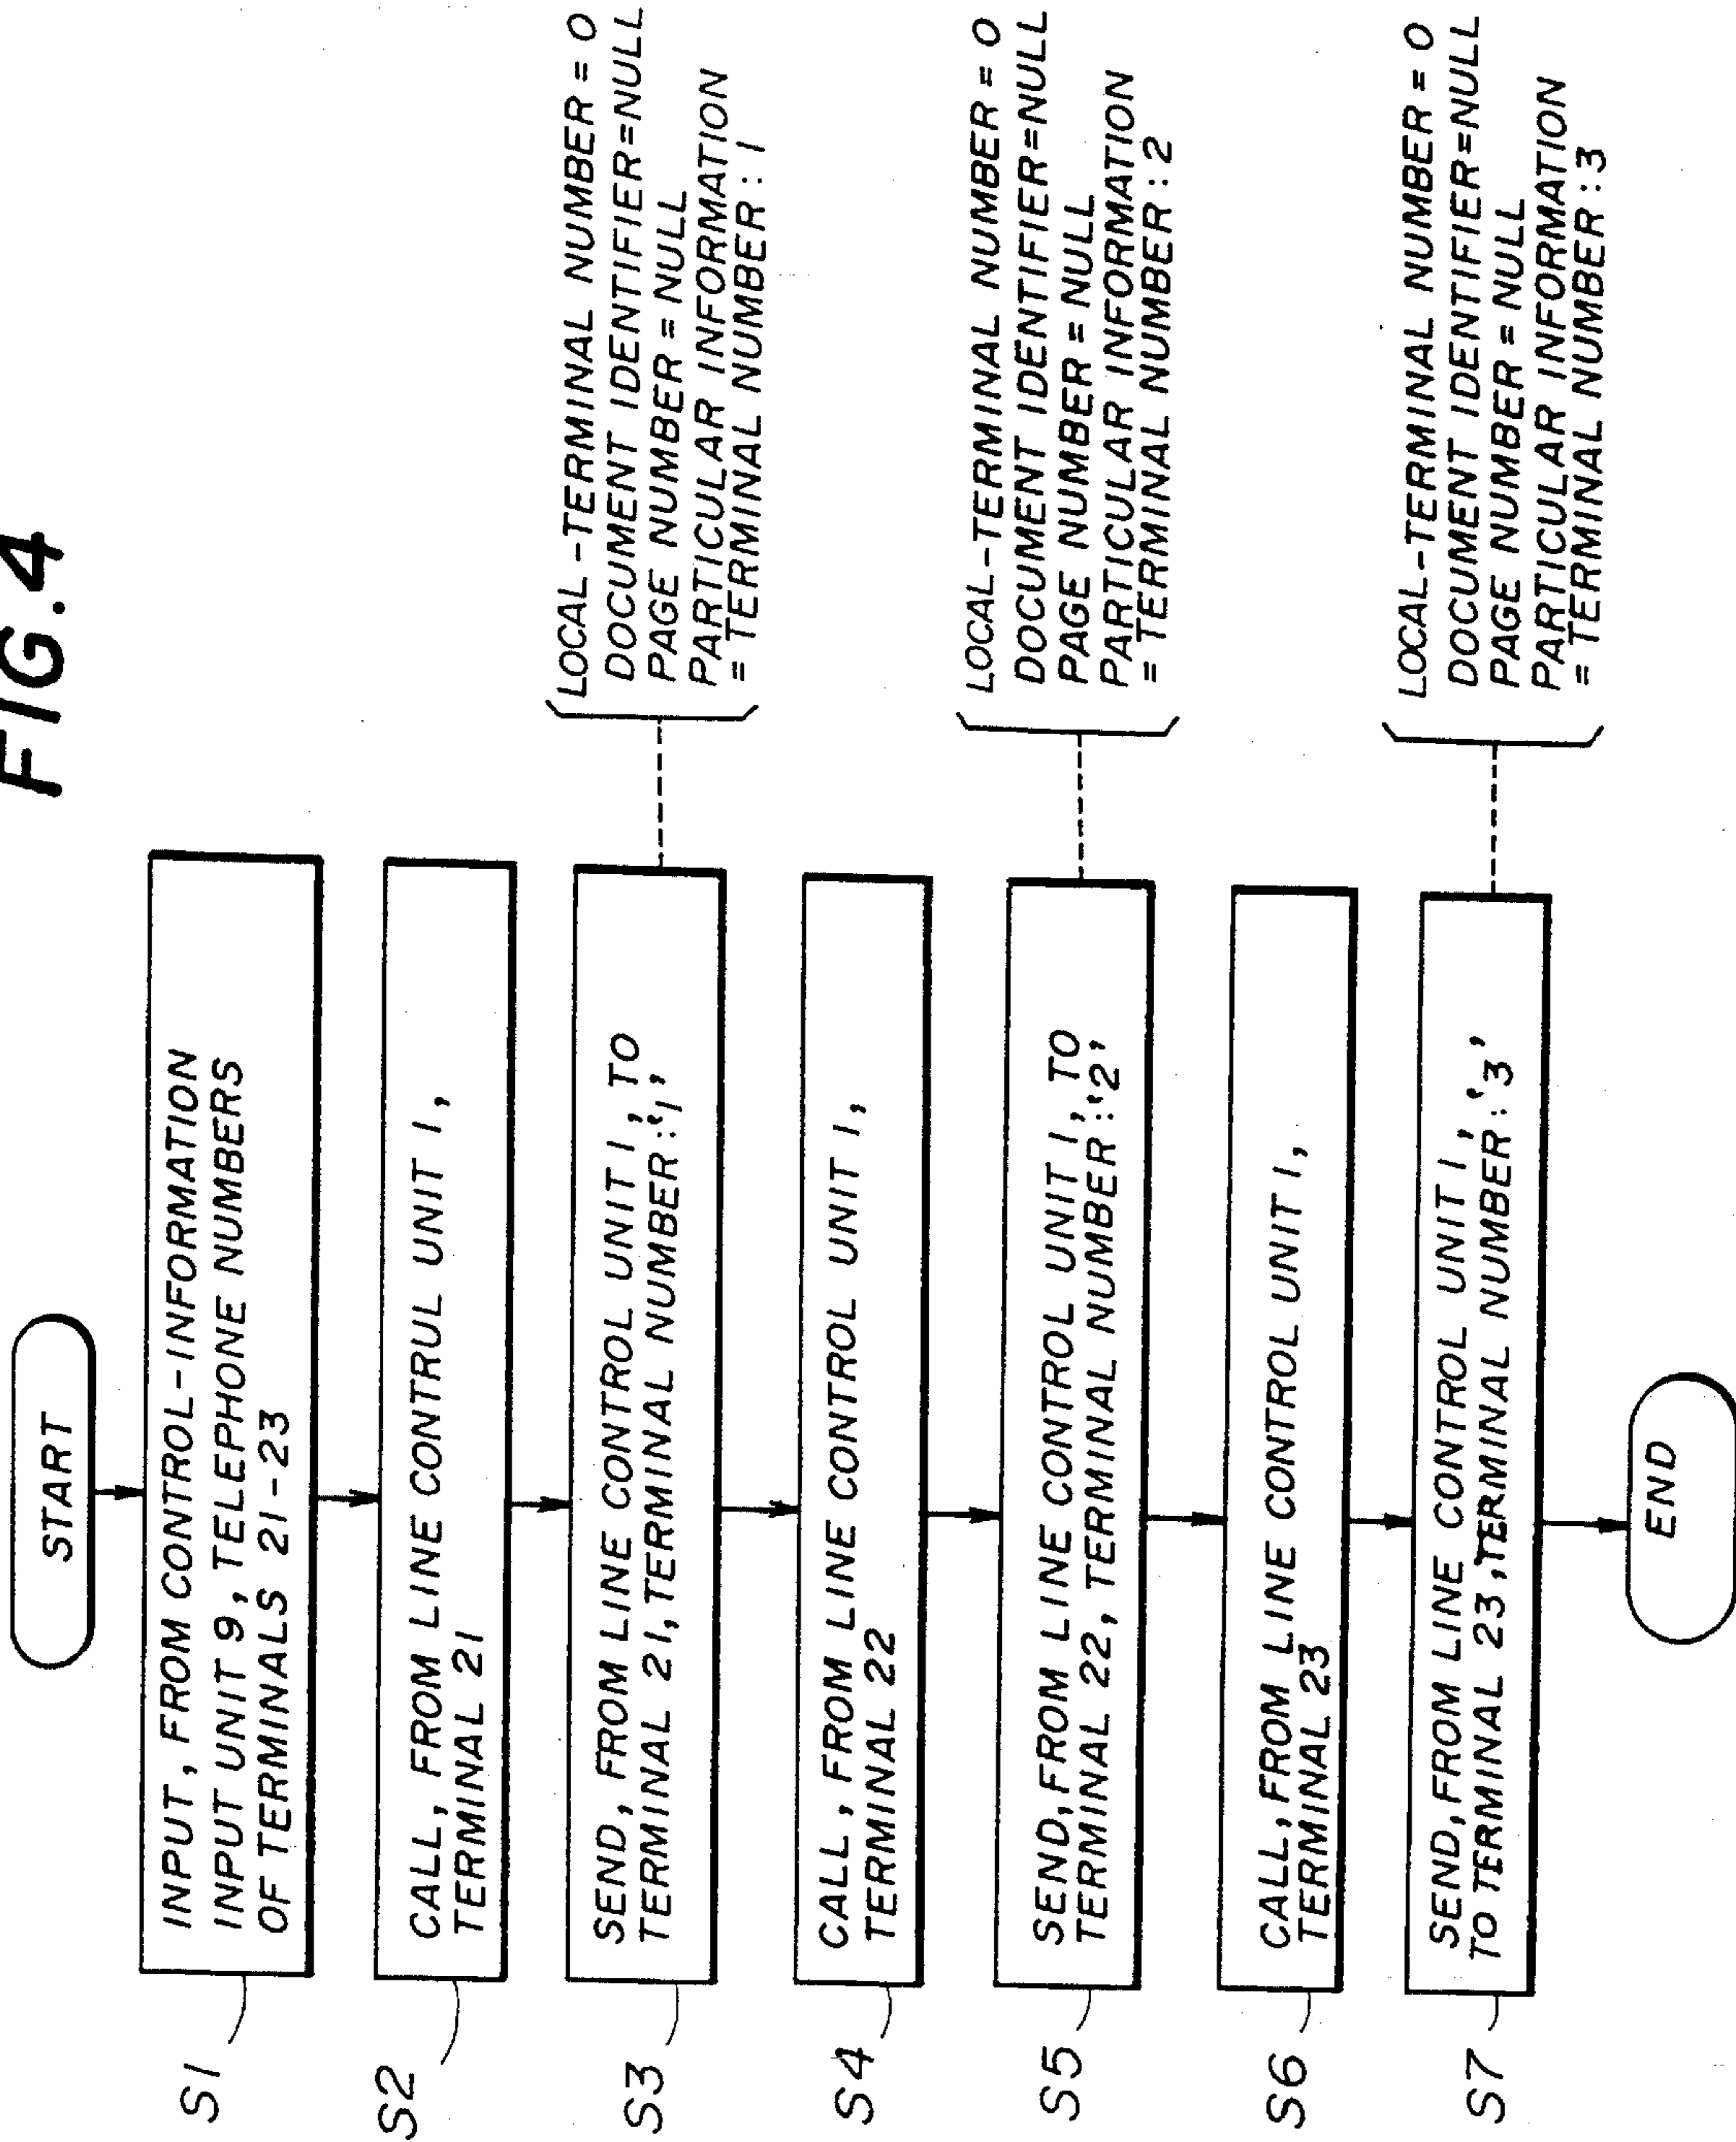 FIG.4
START
S1
INPUT, FROM CONTROL-INFORMATION
INPUT UNIT 9, TELEPHONE NUMBERS
OF TERMINALS 21-23
S2
CALL, FROM LINE CONTRUL UNIT 1,
TERMINAL 21
S3
SEND, FROM LINE CONTROL UNIT 1, TO
TERMINAL 21, TERMINAL NUMBER:'1'
LOCAL-TERMINAL NUMBER = 0
DOCUMENT IDENTIFIER=NULL
PAGE NUMBER = NULL
PARTICULAR INFORMATION
= TERMINAL NUMBER : 1
S4
CALL, FROM LINE CONTROL UNIT 1,
TERMINAL 22
S5
SEND, FROM LINE CONTROL UNIT 1, TO
TERMINAL 22, TERMINAL NUMBER:'2'
LOCAL-TERMINAL NUMBER = 0
DOCUMENT IDENTIFIER=NULL
PAGE NUMBER = NULL
PARTICULAR INFORMATION
= TERMINAL NUMBER : 2
S6
CALL, FROM LINE CONTROL UNIT 1,
TERMINAL 23
S7
SEND, FROM LINE CONTROL UNIT 1,
TO TERMINAL 23, TERMINAL NUMBER:'3'
LOCAL-TERMINAL NUMBER = 0
DOCUMENT IDENTIFIER=NULL
PAGE NUMBER = NULL
PARTICULAR INFORMATION
= TERMINAL NUMBER : 3
END